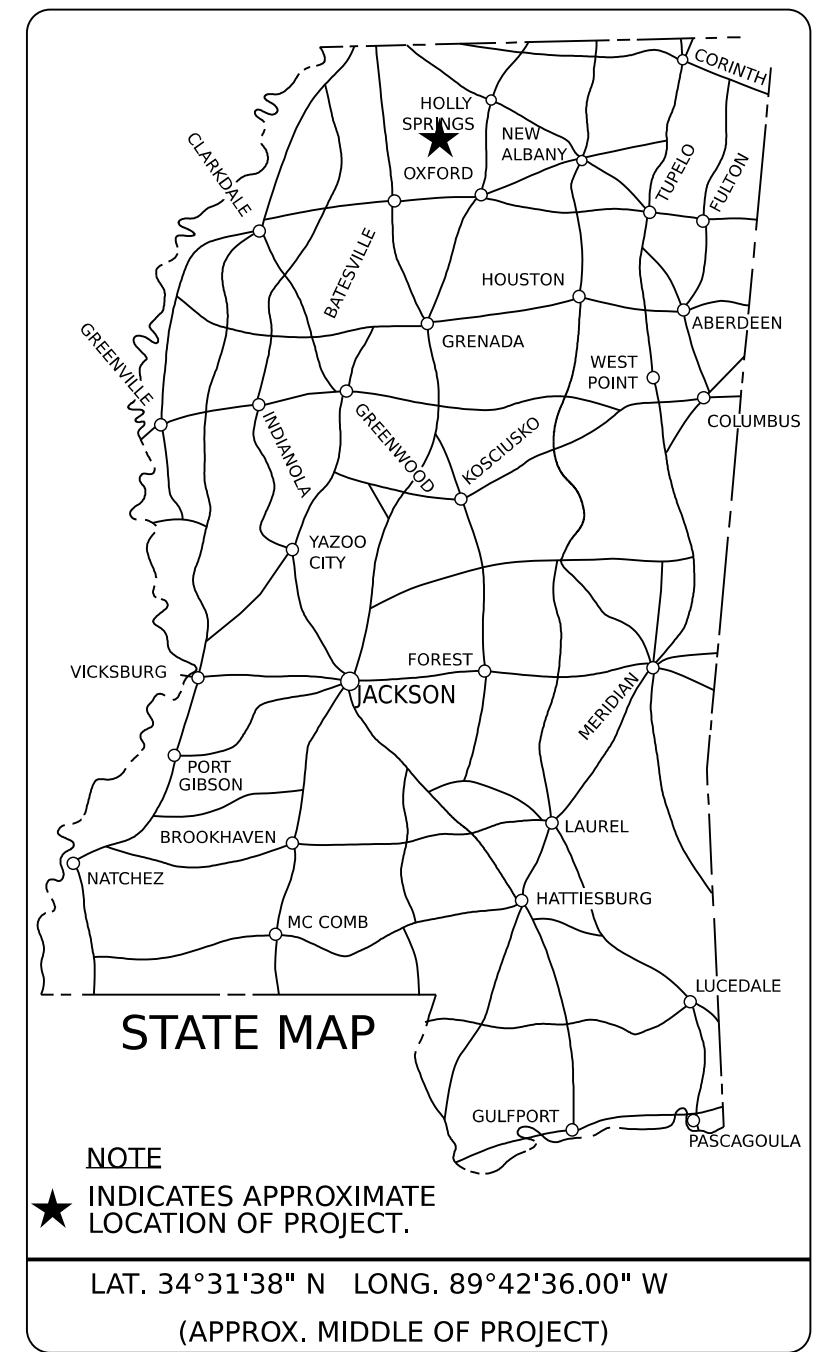 CORINTH
HOLLY
SPRINGS
NEW
ALBANY
CLARKDALE
OXFORD
TUPELO
FULTON
BATESVILLE
HOUSTON
ABERDEEN
GREENVILLE
GRENADA
WEST
POINT
COLUMBUS
INDIANOLA
GREENWOOD
KOSCIUSKO
YAZOO
CITY
VICKSBURG
FOREST
JACKSON
MERIDIAN
PORT
GIBSON
BROOKHAVEN
LAUREL
NATCHEZ
HATTIESBURG
MC COMB
LUCEDALE
STATE MAP
GULFPORT
PASCAGOULA
NOTE
INDICATES APPROXIMATE
LOCATION OF PROJECT.
LAT. 34°31'38" N LONG. 89°42'36.00" W
(APPROX. MIDDLE OF PROJECT)